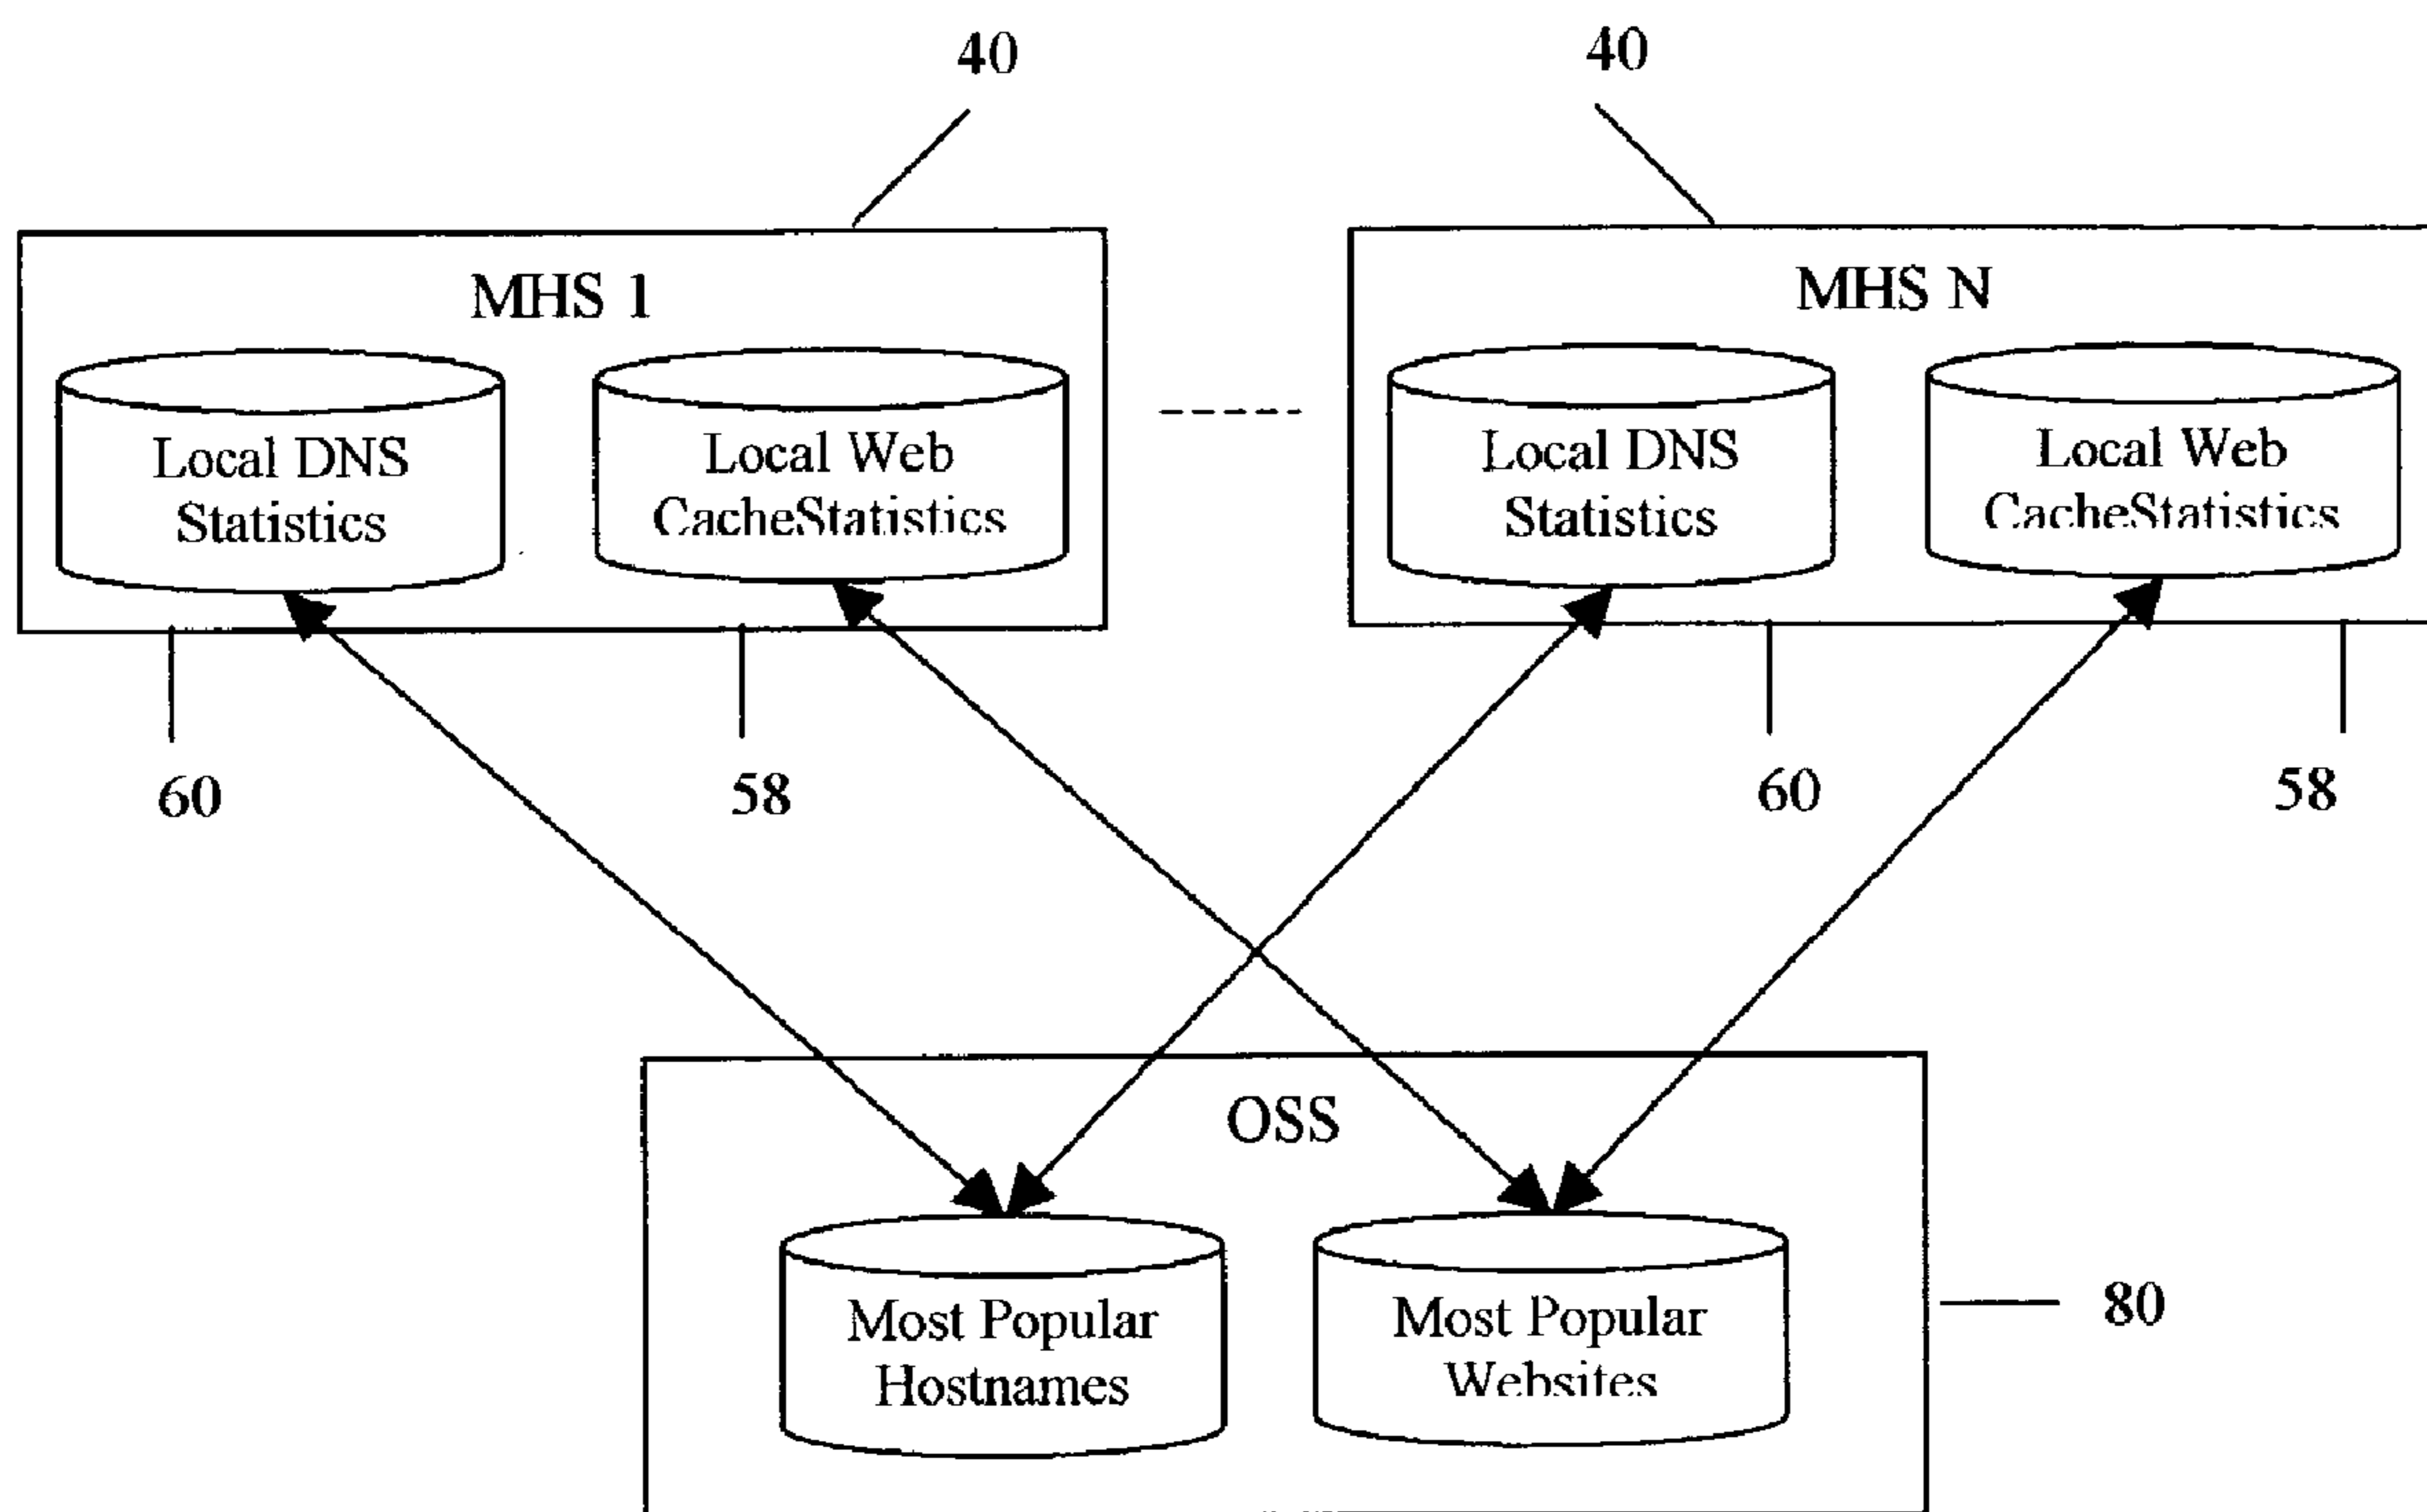 40
40
MHS 1
MHS N
Local DNS
Statistics
Local Web
CacheStatistics
Local DNS
Statistics
Local Web
CacheStatistics
60
58
60
58
OSS
Most Popular
Hostnames
Most Popular
Websites
80